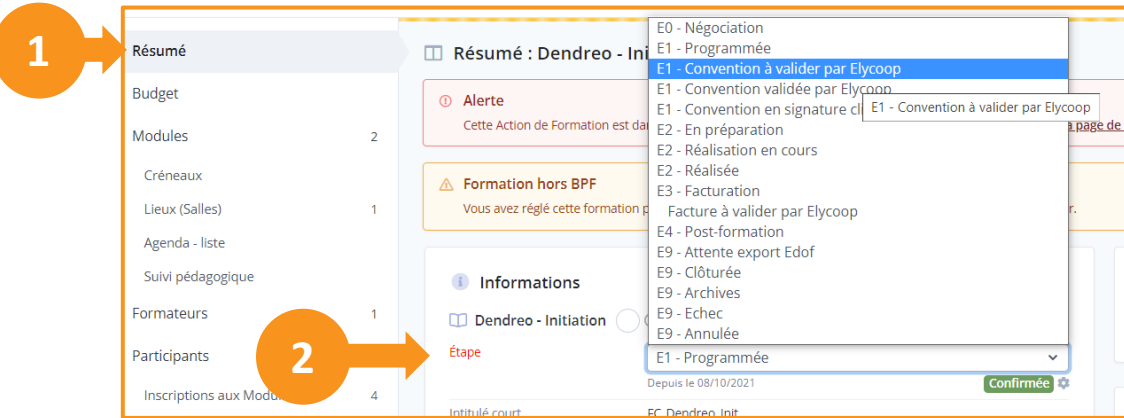 1
Résumé
Budget
Modules 2
Créneaux
Lieux (Salles) 1
Agenda - liste
Suivi pédagogique
Formateurs 1
Participants
Inscriptions aux Modu 4
2
Résumé : Dendreo - Ini
Alerte
Cette Action de Formation est da
a page de
Formation hors BPF
Vous avez réglé cette formation p
r.
Informations
Dendreo - Initiation
Étape
E0 - Négociation
E1 - Programmée
E1 - Convention à valider par Elycoop
E1 - Convention validée par Elycoop
E1 - Convention en signature cli
E1 - Convention à valider par Elycoop
E2 - En préparation
E2 - Réalisation en cours
E2 - Réalisée
E3 - Facturation
Facture à valider par Elycoop
E4 - Post-formation
E9 - Attente export Edof
E9 - Clôturée
E9 - Archives
E9 - Echec
E9 - Annulée
E1 - Programmée
Depuis le 08/10/2021 Confirmée
Intitulé court FC_Dendreo_Init